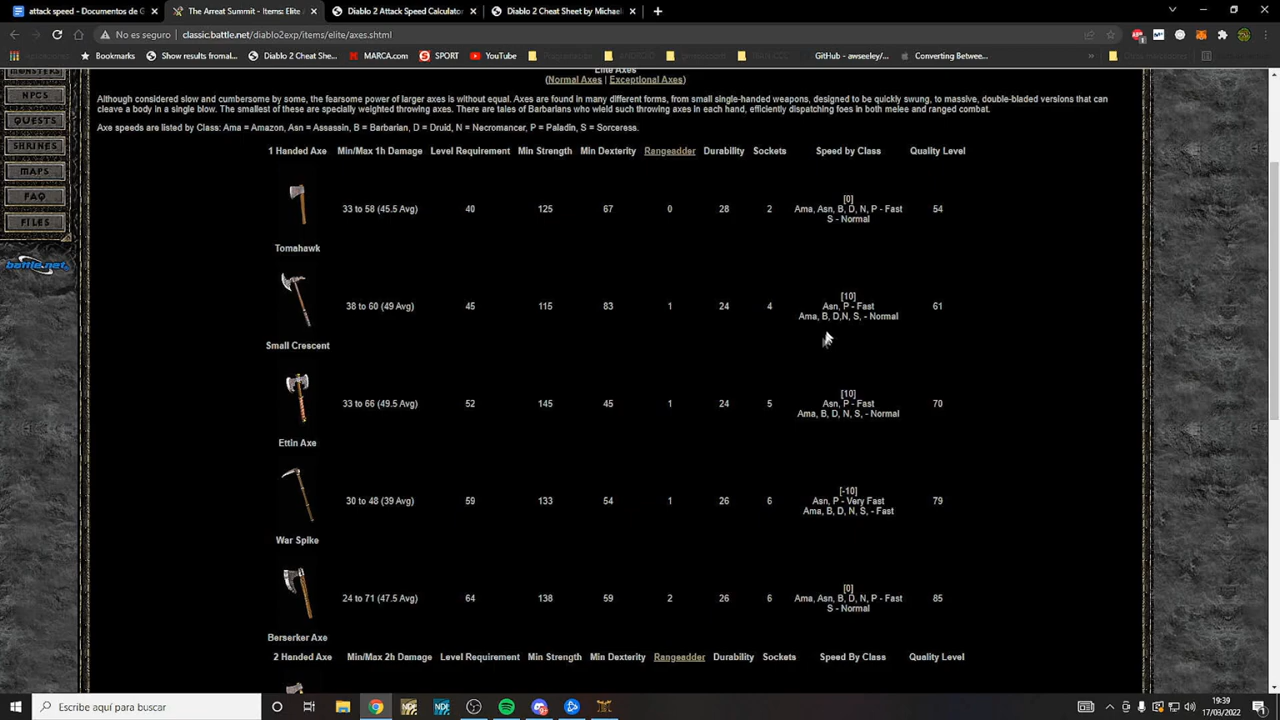 attack speed - Documentos de G
The Arreat Summit - Items: Elite
Diablo 2 Attack Speed Calculator
Diablo 2 Cheat Sheet by Michael
No es seguro | classic.battle.net/diablo2exp/items/elite/axes.shtml
Aplicaciones
Bookmarks
Show results fromal...
Diablo 2 Cheat Shee...
MARCA.com
SPORT
YouTube
GitHub - awseeley/...
Converting Betwee...
MONSTERS
NPCS
QUESTS
SHRINES
MAPS
FAQ
FILES
battle.net
Elite Axes
(Normal Axes | Exceptional Axes)
Although considered slow and cumbersome by some, the fearsome power of larger axes is without equal. Axes are found in many different forms, from small single-handed weapons, designed to be quickly swung, to massive, double-bladed versions that can
cleave a body in a single blow. The smallest of these are specially weighted throwing axes. There are tales of Barbarians who wield such throwing axes in each hand, efficiently dispatching foes in both melee and ranged combat.
Axe speeds are listed by Class: Ama = Amazon, Asn = Assassin, B = Barbarian, D = Druid, N = Necromancer, P = Paladin, S = Sorceress.
1 Handed Axe Min/Max 1h Damage Level Requirement Min Strength Min Dexterity Rangeadder Durability Sockets Speed by Class Quality Level
[0]
33 to 58 (45.5 Avg) 40 125 67 0 28 2 Ama, Asn, B, D, N, P - Fast 54
S - Normal
Tomahawk
[10]
38 to 60 (49 Avg) 45 115 83 1 24 4 Asn, P - Fast 61
Ama, B, D,N, S, - Normal
Small Crescent
[10]
33 to 66 (49.5 Avg) 52 145 45 1 24 5 Asn, P - Fast 70
Ama, B, D, N, S, - Normal
Ettin Axe
[-10]
30 to 48 (39 Avg) 59 133 54 1 26 6 Asn, P - Very Fast 79
Ama, B, D, N, S, - Fast
War Spike
[0]
24 to 71 (47.5 Avg) 64 138 59 2 26 6 Ama, Asn, B, D, N, P - Fast 85
S - Normal
Berserker Axe
2 Handed Axe Min/Max 2h Damage Level Requirement Min Strength Min Dexterity Rangeadder Durability Sockets Speed By Class Quality Level
Escribe aquí para buscar
19:39
17/03/2022